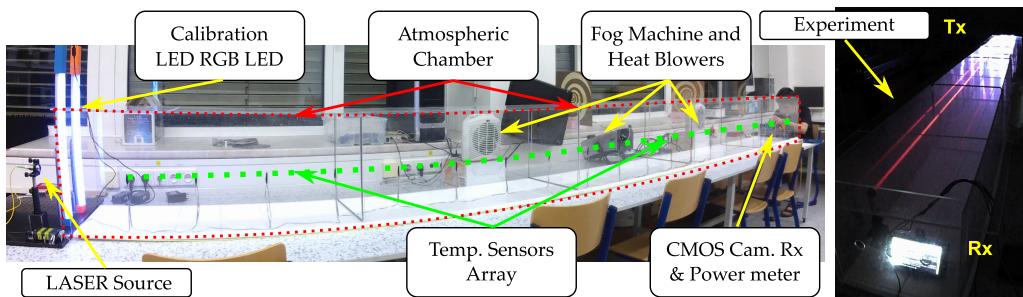 Calibration
LED RGB LED
Atmospheric
Chamber
Fog Machine and
Heat Blowers
Experiment
Tx
LASER Source
Temp. Sensors
Array
CMOS Cam. Rx
& Power meter
Rx